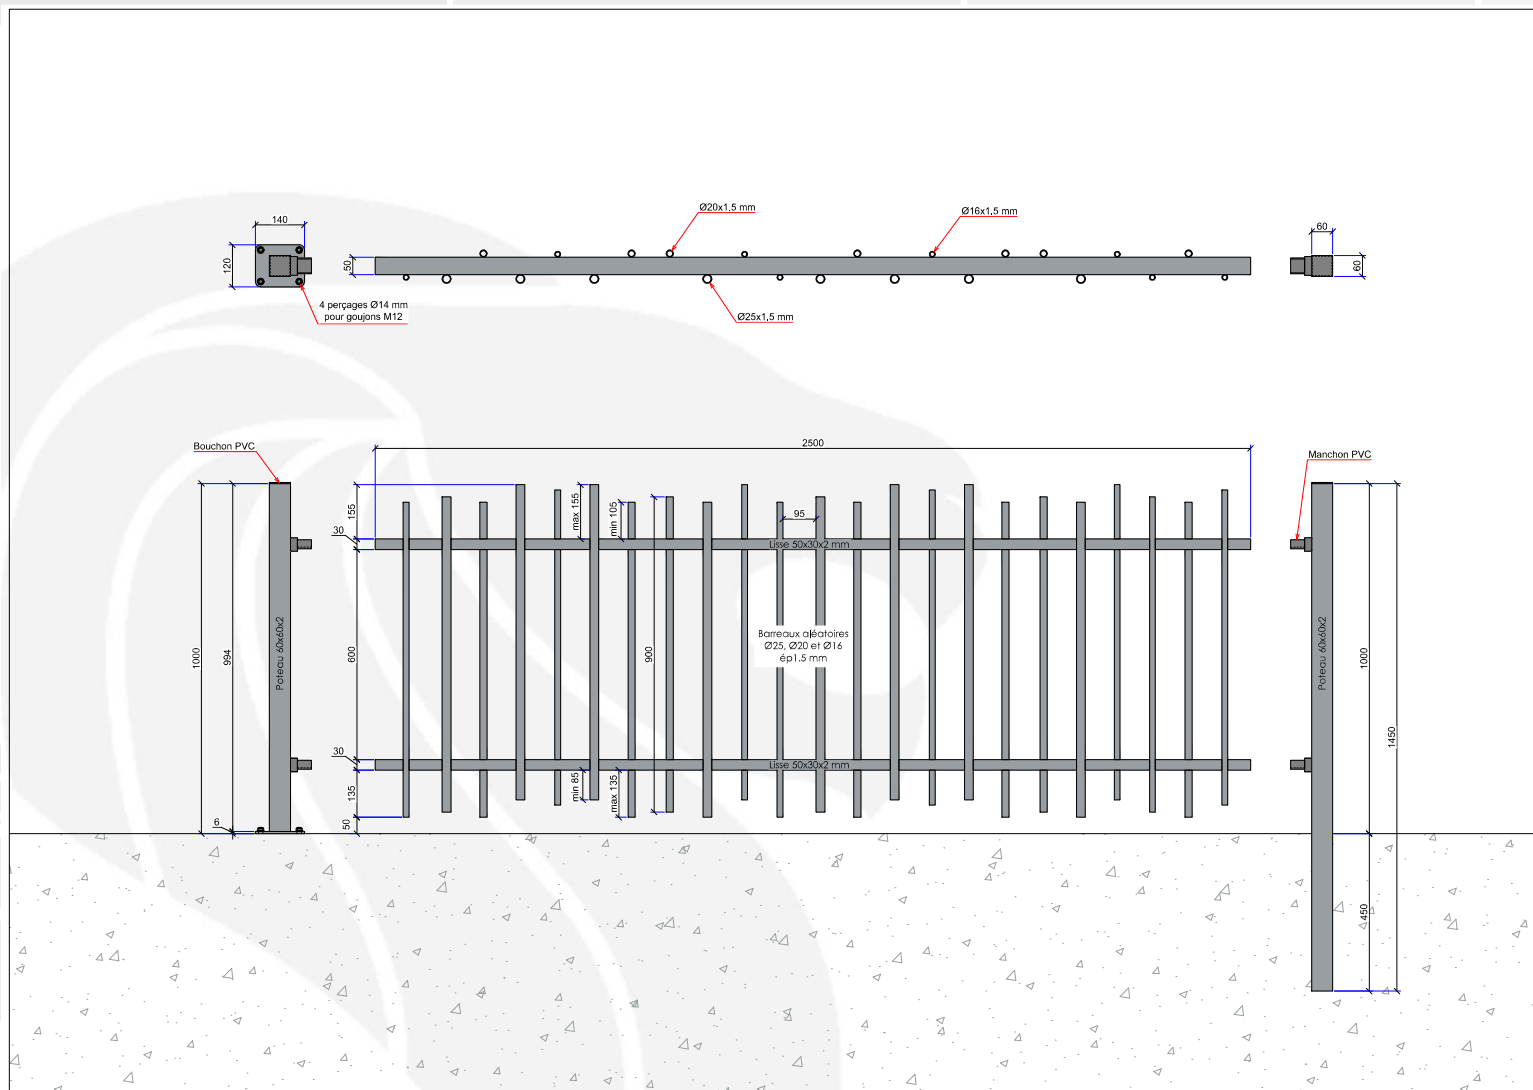 140
120
4 perçages Ø14 mm
pour goujons M12
50
Ø20x1.5 mm
Ø16x1,5 mm
Ø25x1,5 mm
60
60
Bouchon PVC
2500
Manchon PVC
155
30
max 155
min 105
95
Lisse 50x30x2 mm
1000
994
Poteau 60x60x2
600
900
Barreaux aléatoires
Ø25, Ø20 et Ø16
ép1.5 mm
Poteau 60x60x2
1000
1450
30
Lisse 50x30x2 mm
135
min 85
max 135
6
50
450